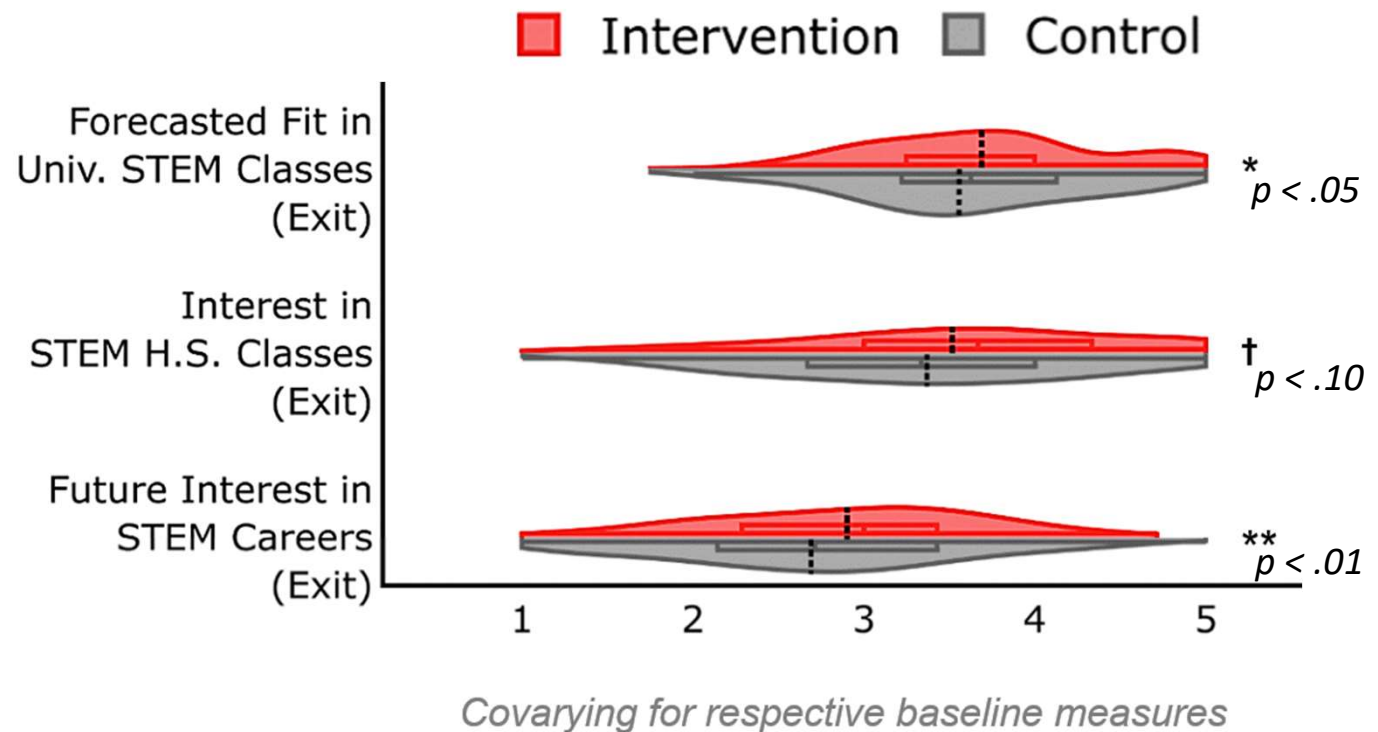 Intervention Control
Forecasted Fit in
Univ. STEM Classes
(Exit)
*
p < .05
Interest in
STEM H.S. Classes
(Exit)
†
p < .10
Future Interest in
STEM Careers
(Exit)
**
p < .01
1 2 3 4 5
Covarying for respective baseline measures